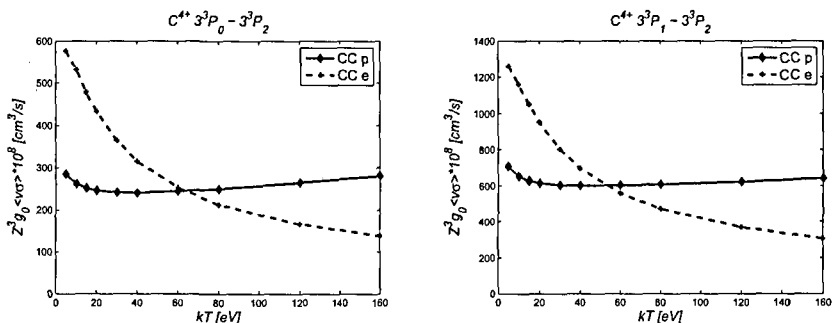 C⁴⁺ 3³P₀ – 3³P₂
Z³g₀<vσ>*10⁸ [cm³/s]
600
500
400
300
200
100
0
CC p
CC e
0 20 40 60 80 100 120 140 160
kT [eV]
C⁴⁺ 3³P₁ – 3³P₂
Z³g₀<vσ>*10⁸ [cm³/s]
1400
1200
1000
800
600
400
200
0
CC p
CC e
0 20 40 60 80 100 120 140 160
kT [eV]